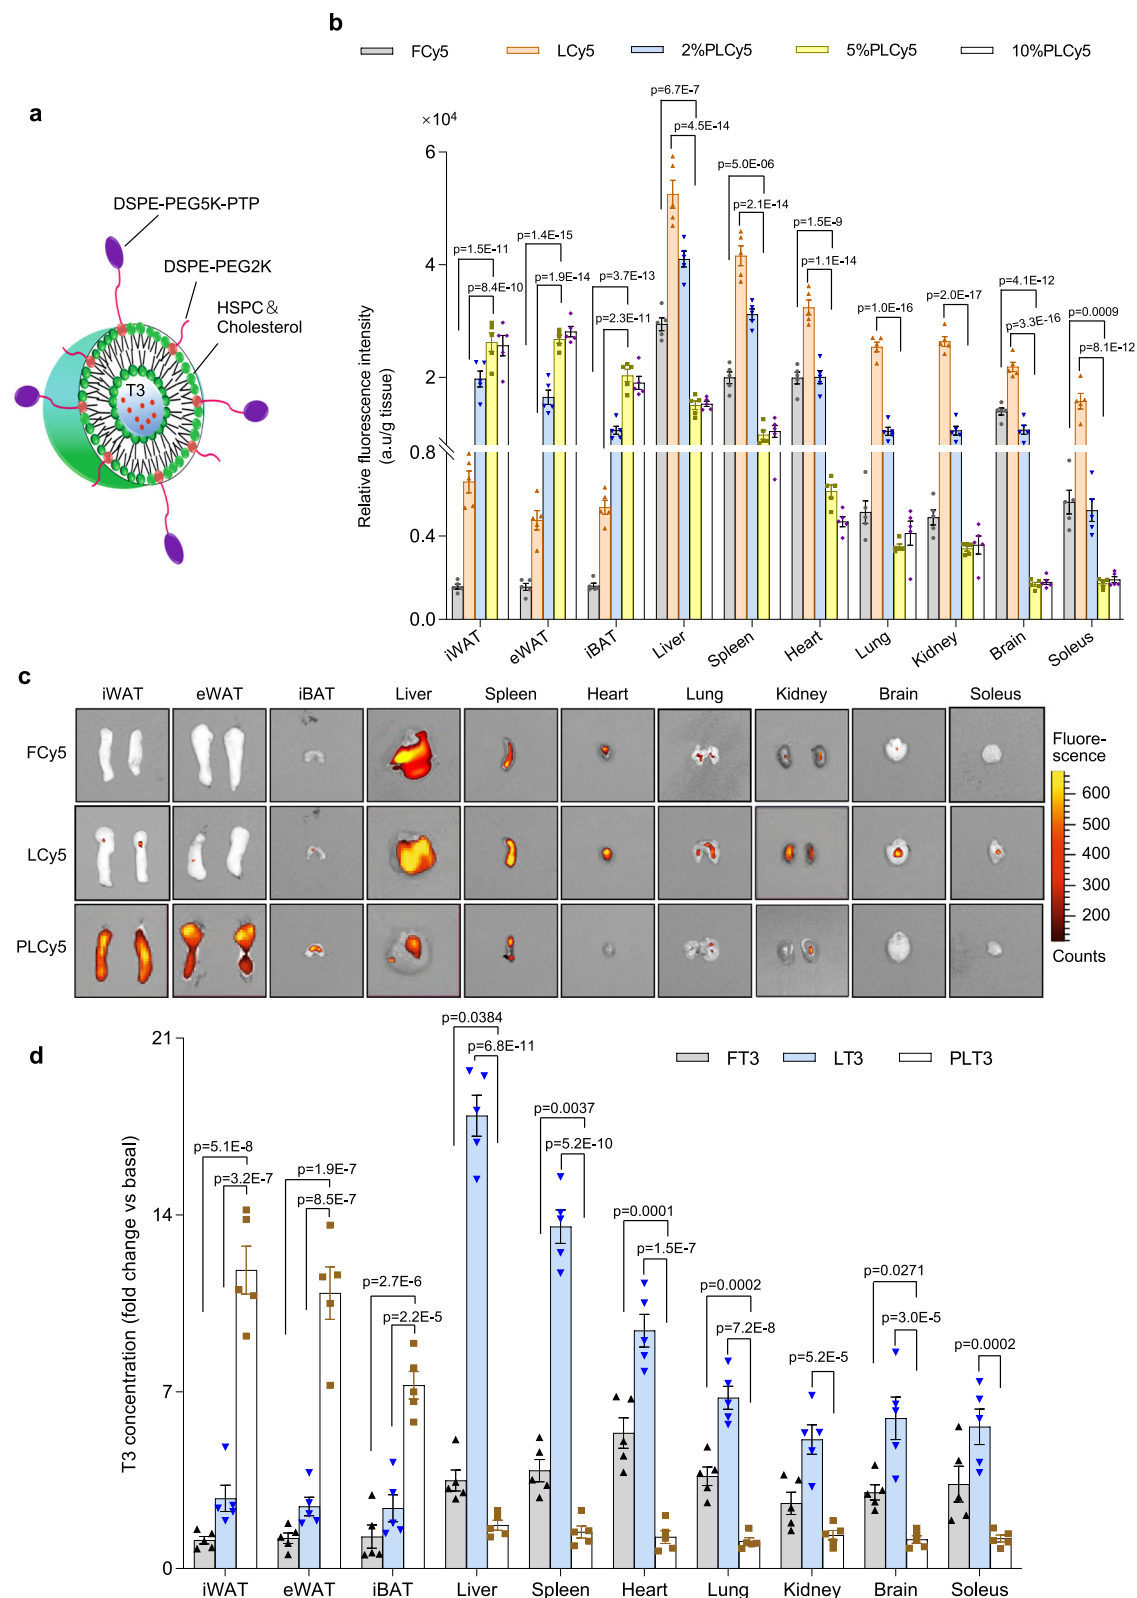 b
FCy5 LCy5 2%PLCy5 5%PLCy5 10%PLCy5
a
DSPE-PEG5K-PTP
DSPE-PEG2K
HSPC&
Cholesterol
T3
×10⁴
Relative fluorescence intensity
(a.u/g tissue)
6
4
2
0.8
0.4
0.0
p=1.5E-11
p=8.4E-10
p=1.4E-15
p=1.9E-14
p=3.7E-13
p=2.3E-11
p=6.7E-7
p=4.5E-14
p=5.0E-06
p=2.1E-14
p=1.5E-9
p=1.1E-14
p=1.0E-16
p=2.0E-17
p=4.1E-12
p=3.3E-16
p=0.0009
p=8.1E-12
iWAT eWAT iBAT Liver Spleen Heart Lung Kidney Brain Soleus
c
iWAT eWAT iBAT Liver Spleen Heart Lung Kidney Brain Soleus
FCy5
LCy5
PLCy5
Fluore-
scence
600
500
400
300
200
Counts
d
FT3 LT3 PLT3
T3 concentration (fold change vs basal)
21
14
7
0
p=5.1E-8
p=3.2E-7
p=1.9E-7
p=8.5E-7
p=2.7E-6
p=2.2E-5
p=0.0384
p=6.8E-11
p=0.0037
p=5.2E-10
p=0.0001
p=1.5E-7
p=0.0002
p=7.2E-8
p=5.2E-5
p=0.0271
p=3.0E-5
p=0.0002
iWAT eWAT iBAT Liver Spleen Heart Lung Kidney Brain Soleus